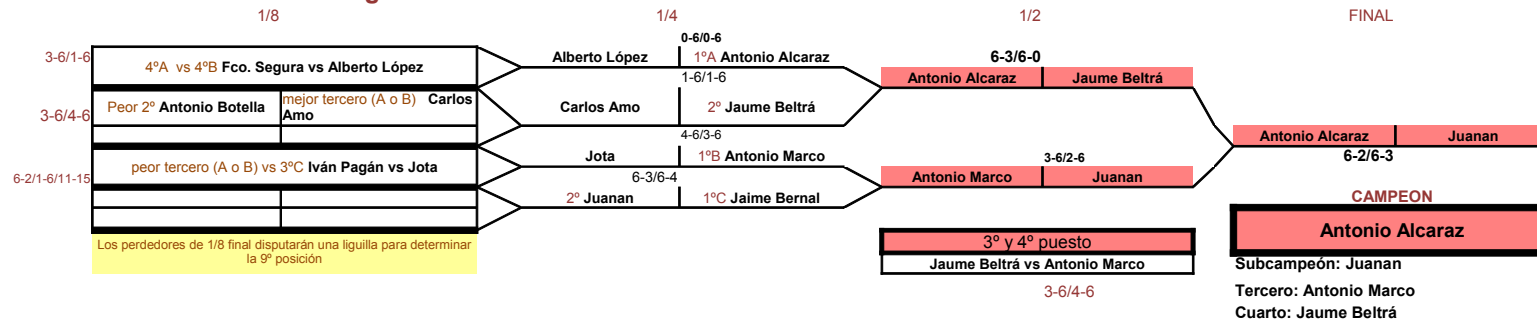 1/8
1/4
1/2
FINAL
3-6/1-6
4ºA vs 4ºB Fco. Segura vs Alberto López
Alberto López
0-6/0-6
1ºA Antonio Alcaraz
6-3/6-0
Antonio Alcaraz
Jaume Beltrá
3-6/4-6
Peor 2º Antonio Botella
mejor tercero (A o B) Carlos
Amo
Carlos Amo
1-6/1-6
2º Jaume Beltrá
Antonio Alcaraz
Juanan
6-2/6-3
6-2/1-6/11-15
peor tercero (A o B) vs 3ºC Iván Pagán vs Jota
Jota
4-6/3-6
1ºB Antonio Marco
3-6/2-6
Antonio Marco
Juanan
6-3/6-4
2º Juanan
1ºC Jaime Bernal
CAMPEON
Antonio Alcaraz
Los perdedores de 1/8 final disputarán una liguilla para determinar
la 9º posición
3º y 4º puesto
Jaume Beltrá vs Antonio Marco
3-6/4-6
Subcampeón: Juanan
Tercero: Antonio Marco
Cuarto: Jaume Beltrá